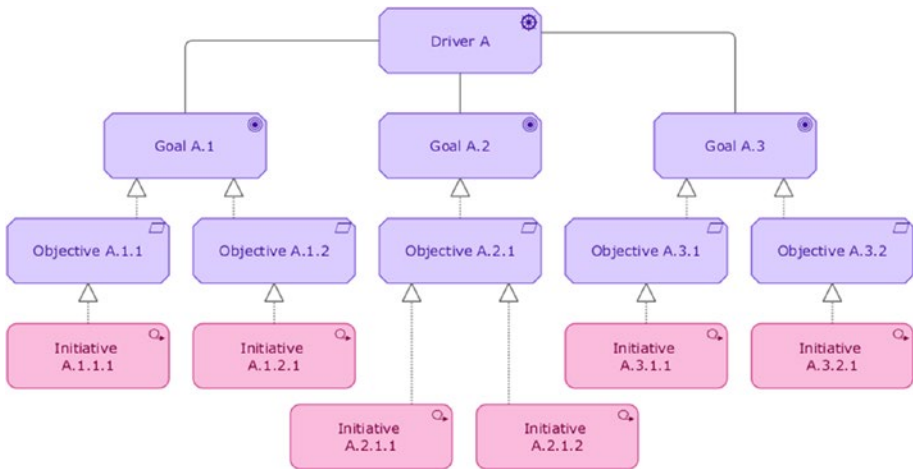 Driver A
Goal A.1
Goal A.2
Goal A.3
Objective A.1.1
Objective A.1.2
Objective A.2.1
Objective A.3.1
Objective A.3.2
Initiative
A.1.1.1
Initiative
A.1.2.1
Initiative
A.3.1.1
Initiative
A.3.2.1
Initiative
A.2.1.1
Initiative
A.2.1.2